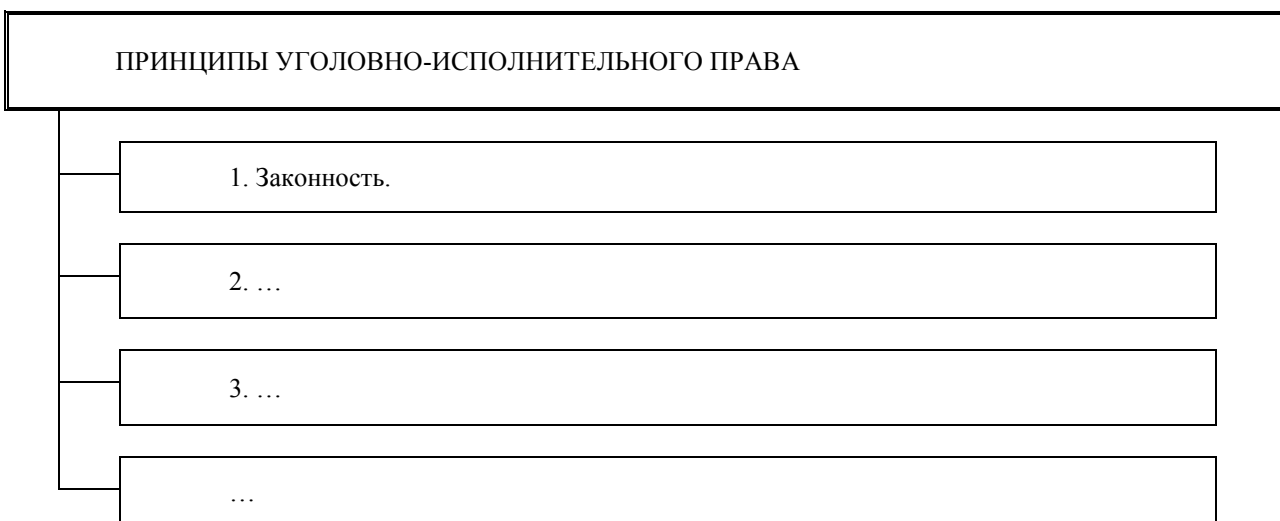 ПРИНЦИПЫ УГОЛОВНО-ИСПОЛНИТЕЛЬНОГО ПРАВА
1. Законность.
2. …
3. …
…